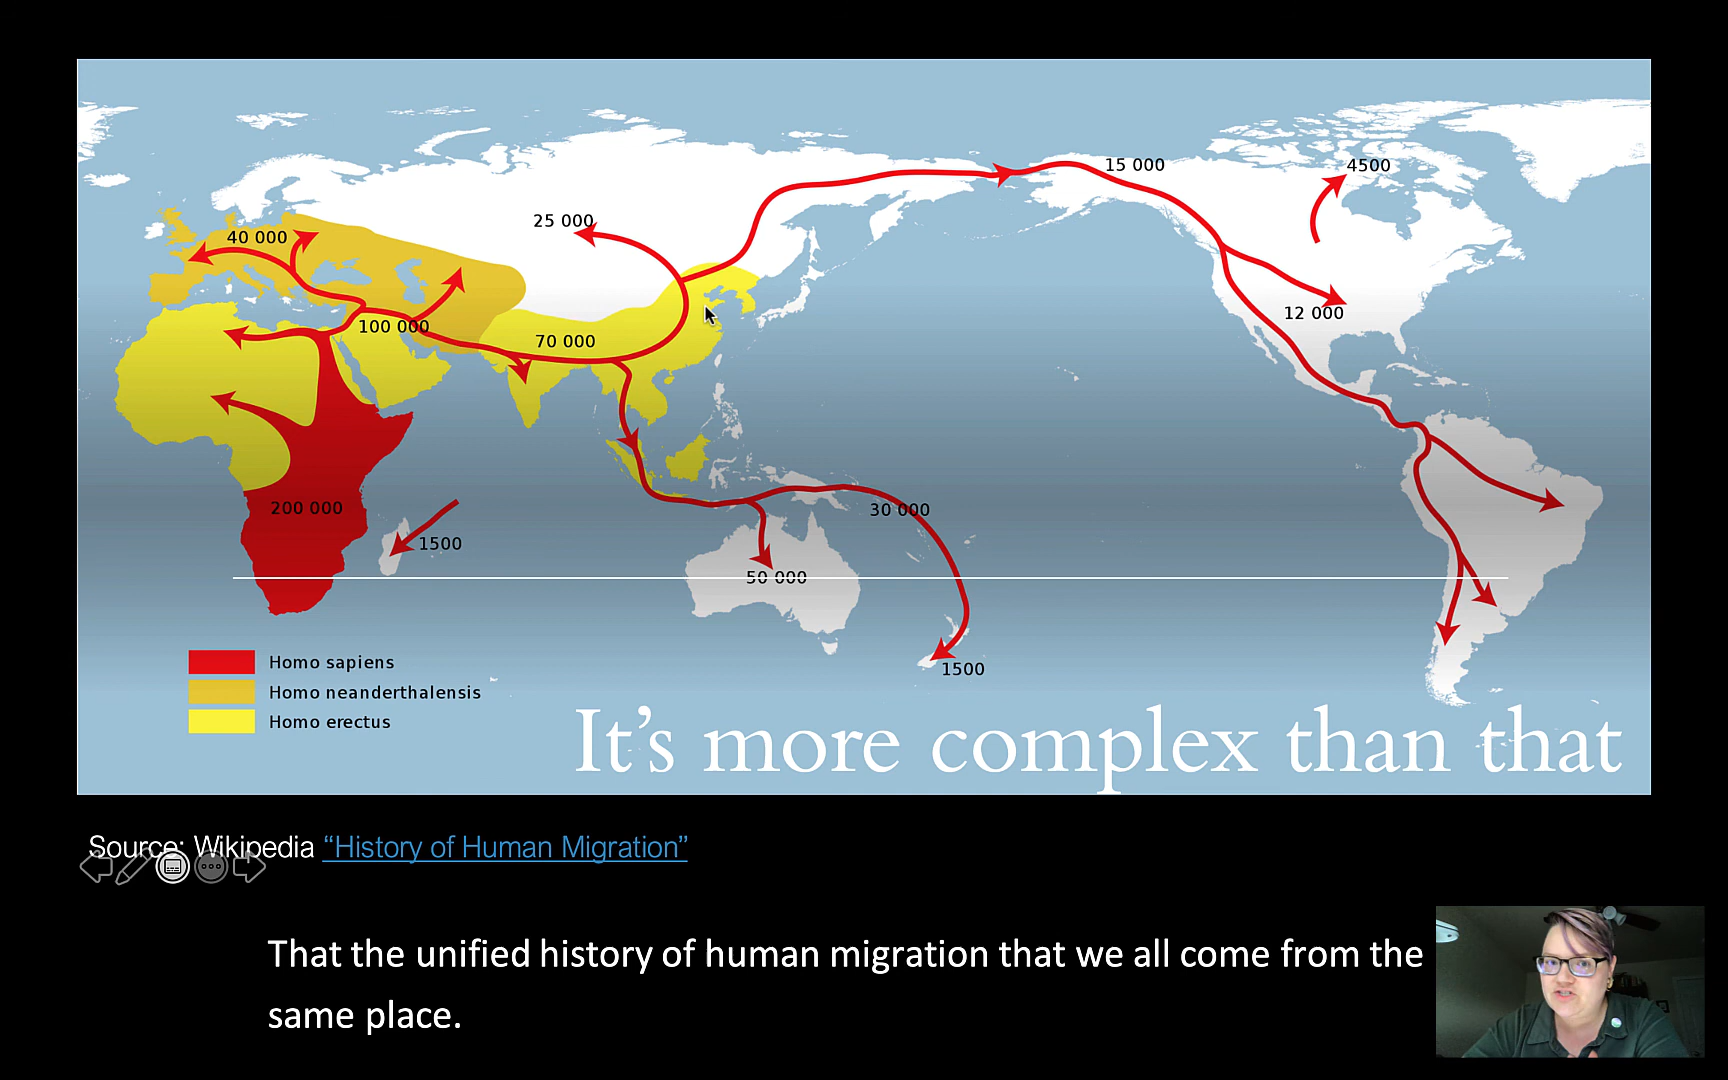 15 000
4500
25 000
40 000
12 000
100 000
70 000
200 000
30 000
1500
50 000
1500
Homo sapiens
Homo neanderthalensis
Homo erectus
It’s more complex than that
Source: Wikipedia “History of Human Migration”
That the unified history of human migration that we all come from the
same place.